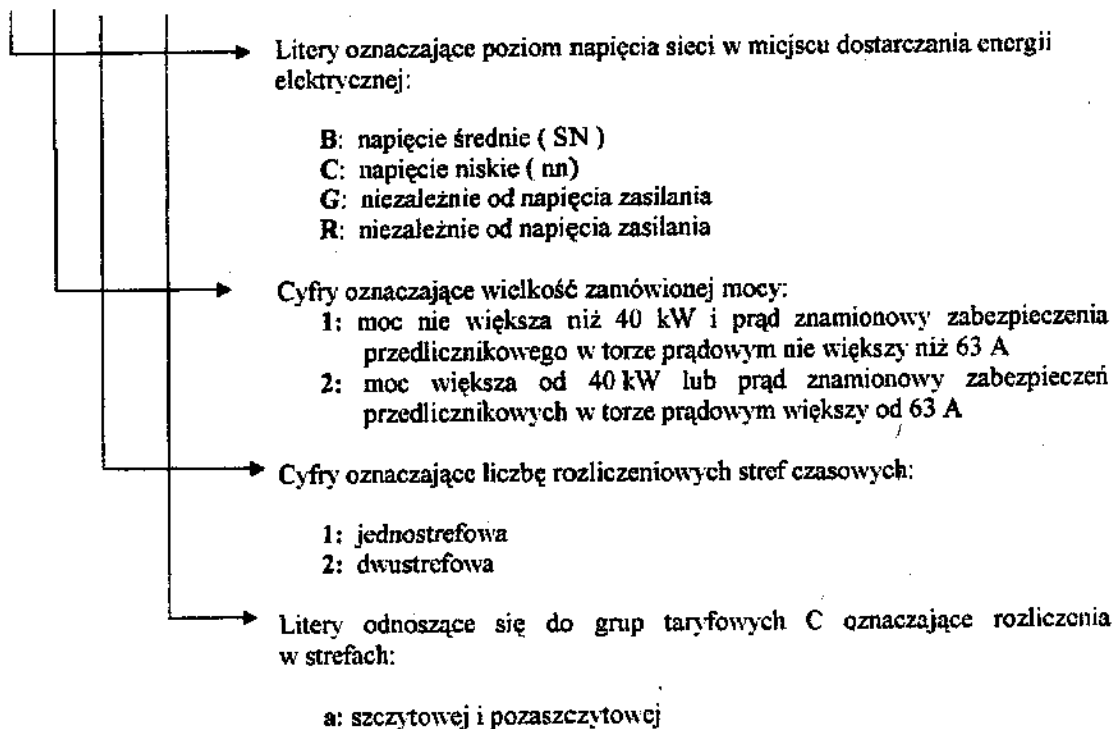 Litery oznaczające poziom napięcia sieci w miejscu dostarczania energii
elektrycznej:
B: napięcie średnie ( SN )
C: napięcie niskie ( nn)
G: niezależnie od napięcia zasilania
R: niezależnie od napięcia zasilania
Cyfry oznaczające wielkość zamówionej mocy:
1: moc nie większa niż 40 kW i prąd znamionowy zabezpieczenia
przedlicznikowego w torze prądowym nie większy niż 63 A
2: moc większa od 40 kW lub prąd znamionowy zabezpieczeń
przedlicznikowych w torze prądowym większy od 63 A
Cyfry oznaczające liczbę rozliczeniowych stref czasowych:
1: jednostrefowa
2: dwustrefowa
Litery odnoszące się do grup taryfowych C oznaczające rozliczenia
w strefach:
a: szczytowej i pozaszczytowej